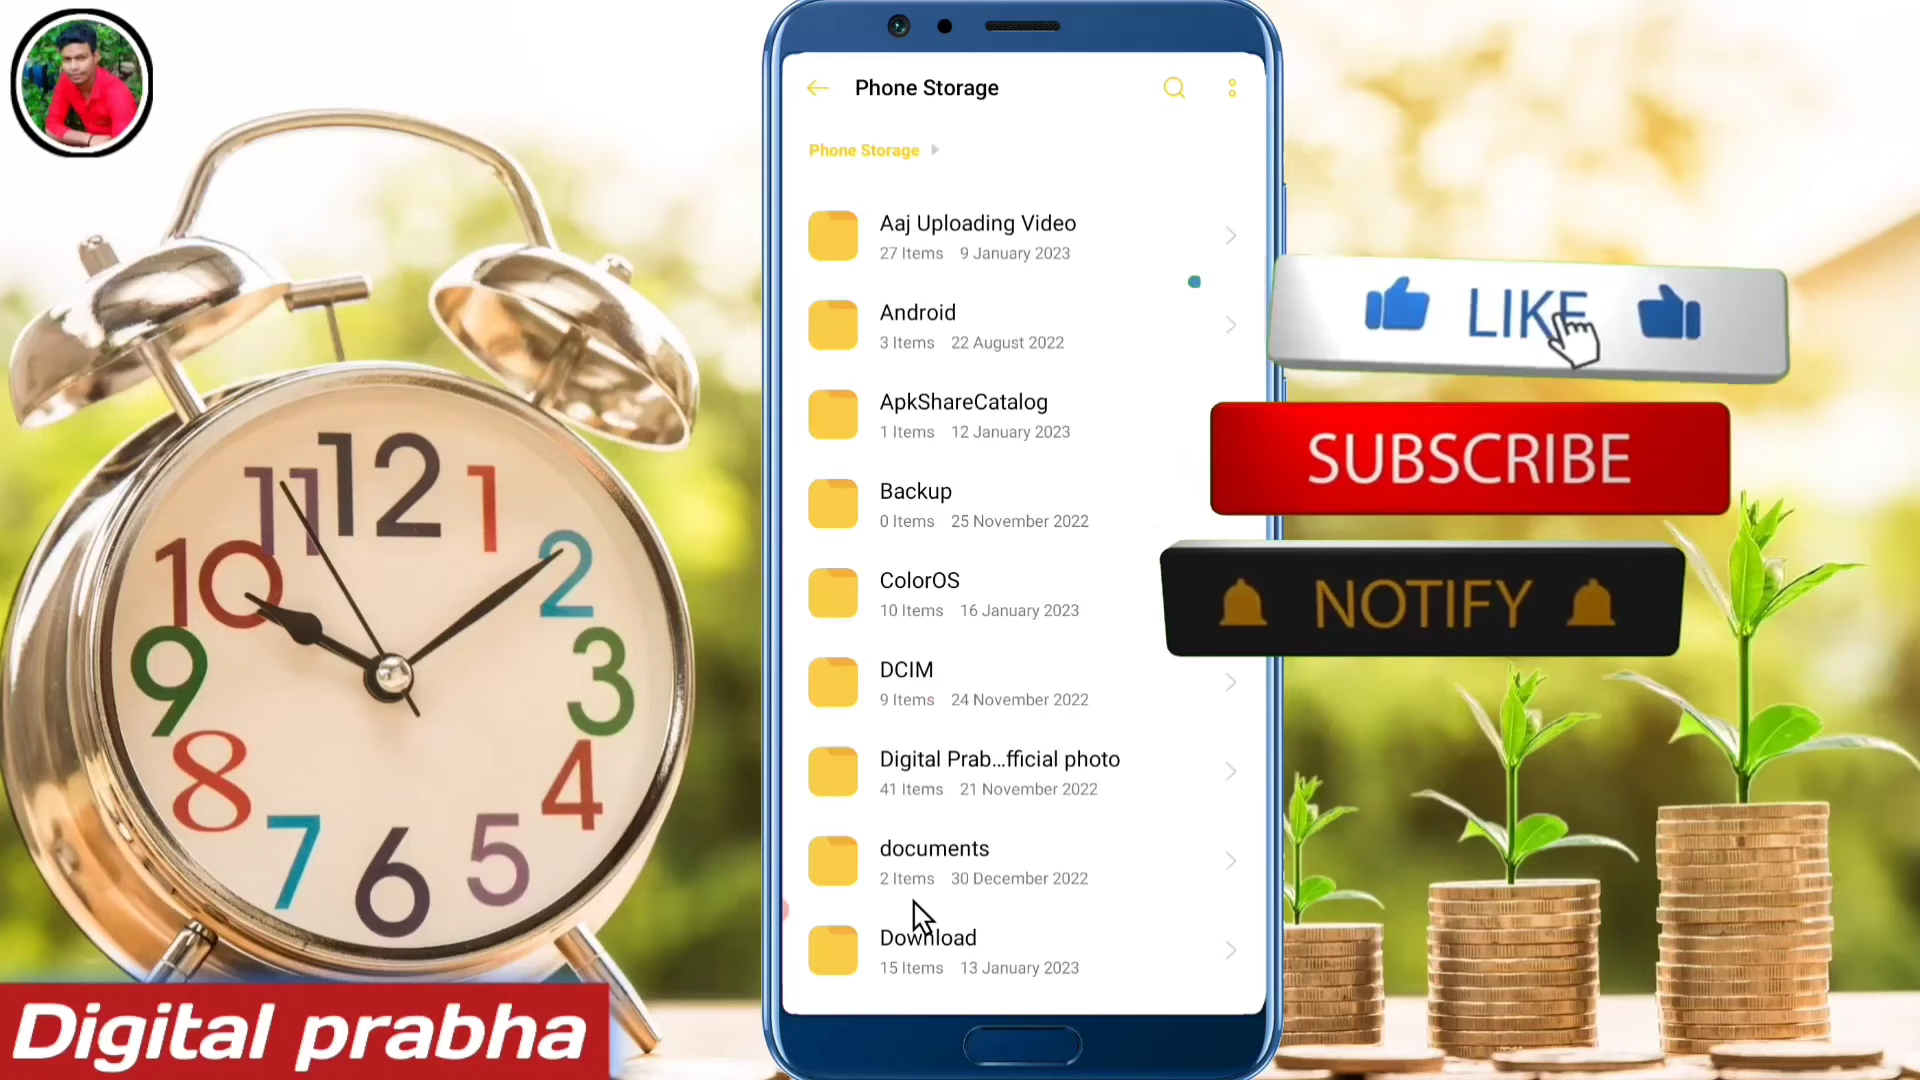 Phone Storage
Phone Storage
Aaj Uploading Video
27 Items 9 January 2023
Android
3 Items 22 August 2022
ApkShareCatalog
1 Items 12 January 2023
Backup
0 Items 25 November 2022
ColorOS
10 Items 16 January 2023
DCIM
9 Items 24 November 2022
Digital Prab...fficial photo
41 Items 21 November 2022
documents
2 Items 30 December 2022
Download
15 Items 13 January 2023
LIKE
SUBSCRIBE
NOTIFY
11 12 1
10 2
9 3
8 4
7 6 5
Digital prabha